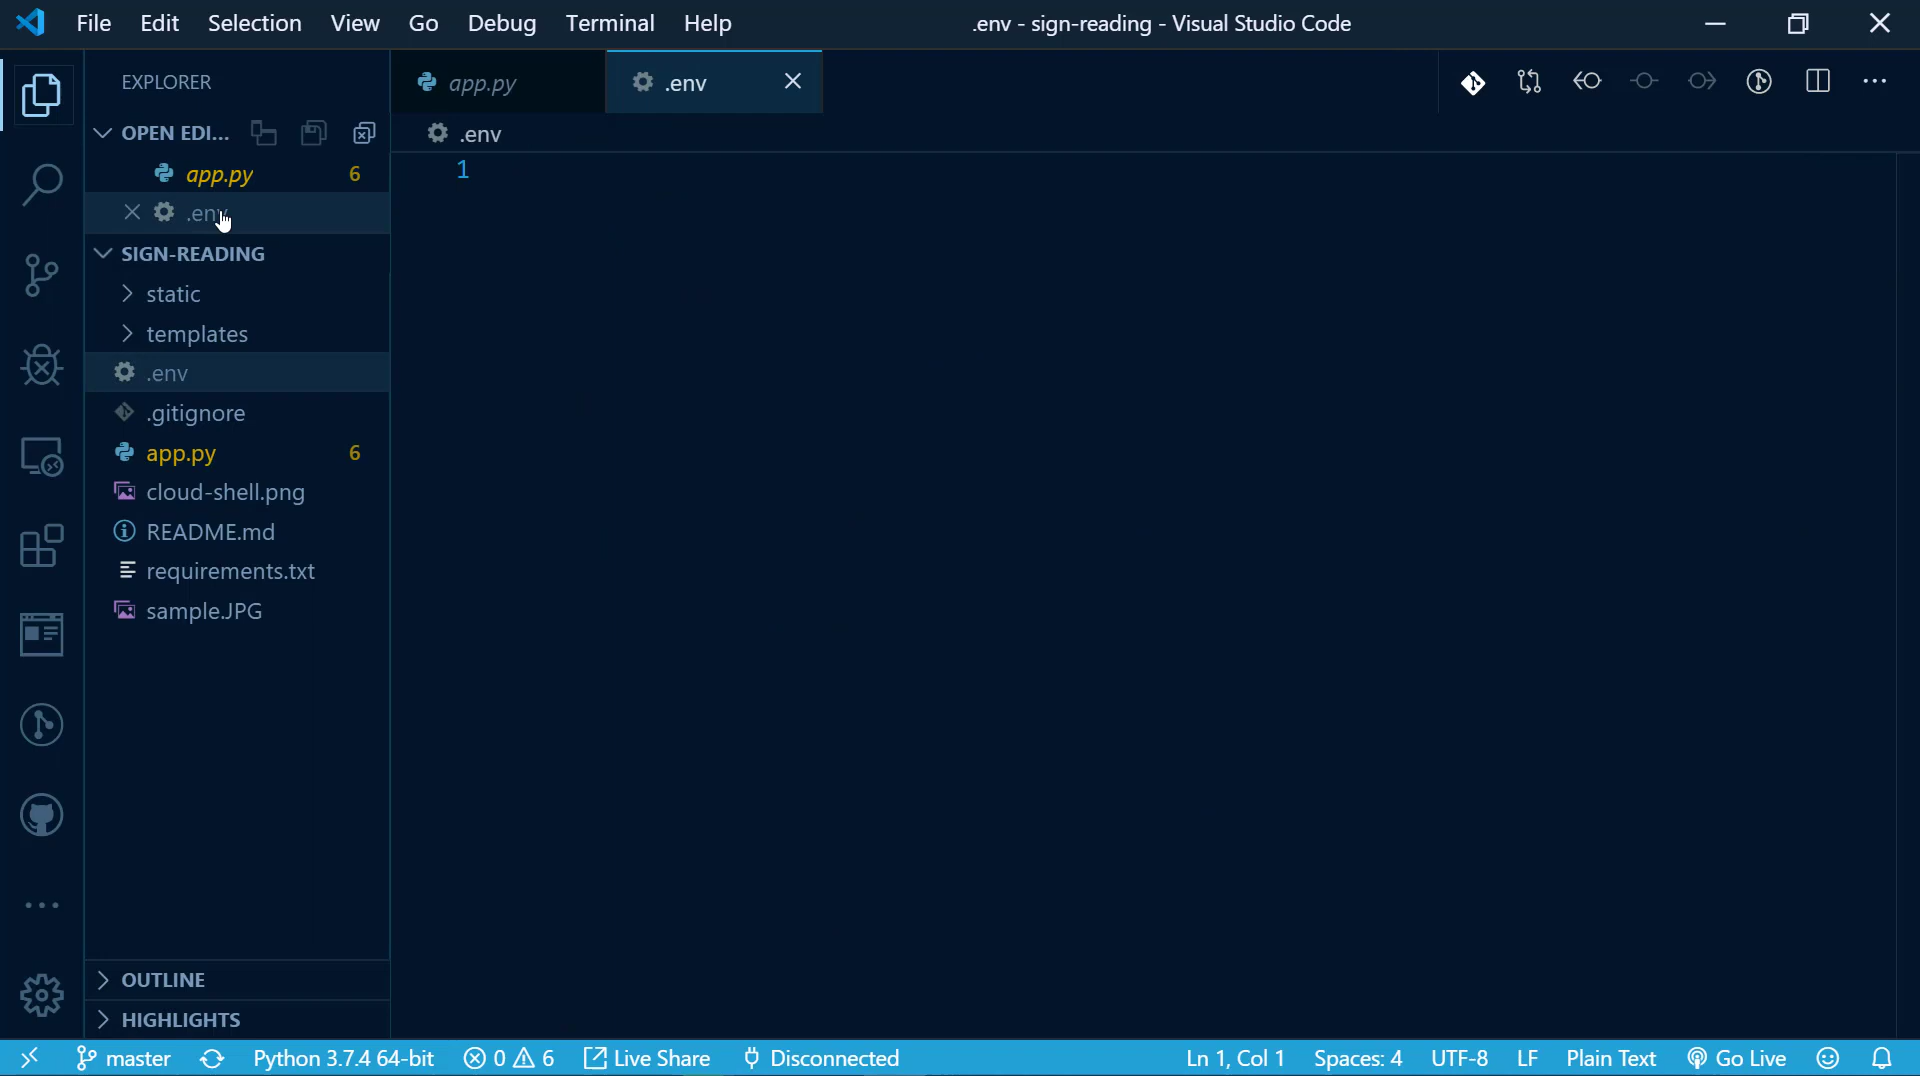 File Edit Selection View Go Debug Terminal Help .env - sign-reading - Visual Studio Code
EXPLORER
app.py .env
OPEN EDI...
.env
app.py 6
1
.env
SIGN-READING
static
templates
.env
.gitignore
app.py 6
cloud-shell.png
README.md
requirements.txt
sample.JPG
OUTLINE
HIGHLIGHTS
master Python 3.7.4 64-bit 0 6 Live Share Disconnected Ln 1, Col 1 Spaces: 4 UTF-8 LF Plain Text Go Live